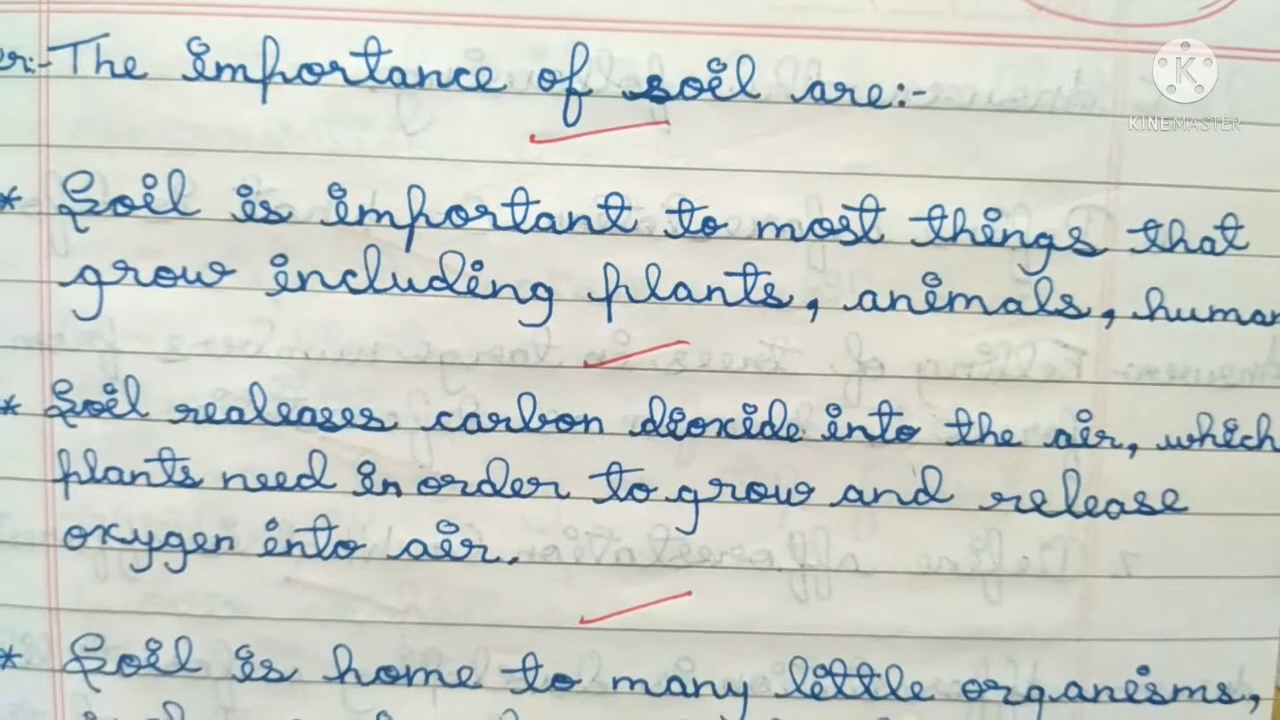 er:- The importance of soil are:-
KINEMASTER
* Soil is important to most things that
grow including plants, animals, human
* Soil realeases carbon dioxide into the air, which
plants need in order to grow and release
oxygen into air.
* Soil is home to many little organisms,